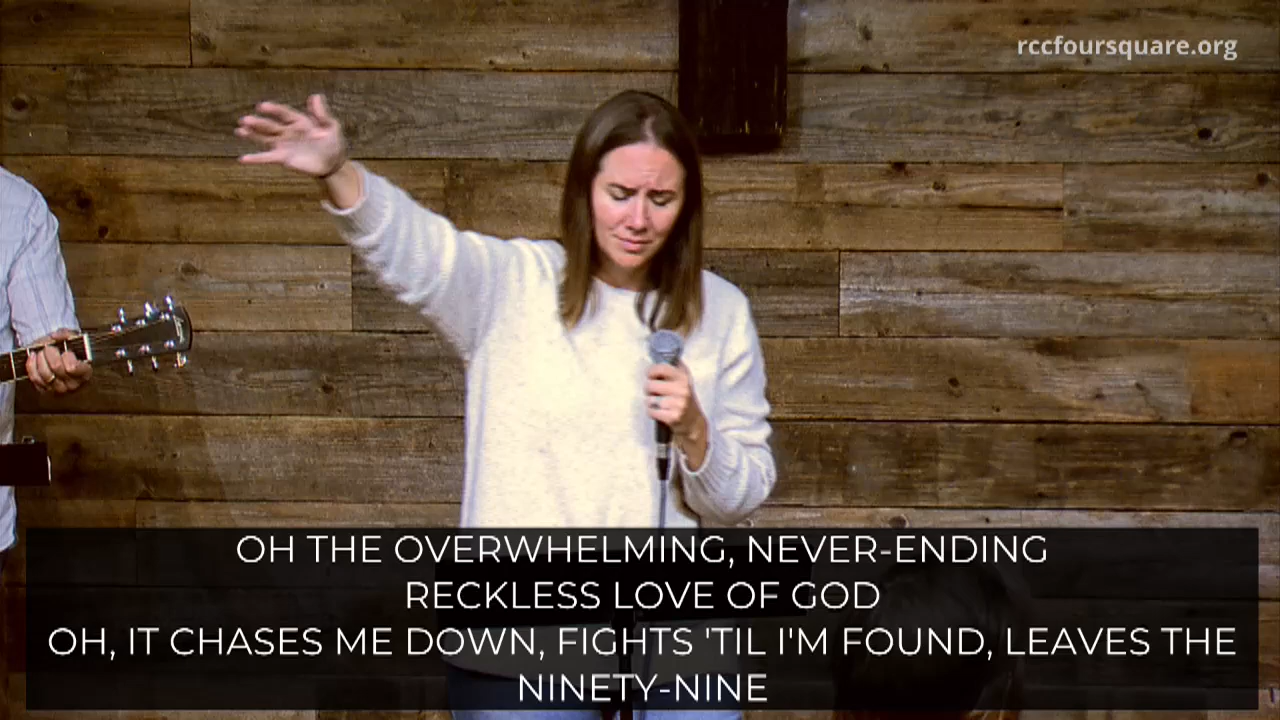 rccfoursquare.org
OH THE OVERWHELMING, NEVER-ENDING
RECKLESS LOVE OF GOD
OH, IT CHASES ME DOWN, FIGHTS 'TIL I'M FOUND, LEAVES THE
NINETY-NINE